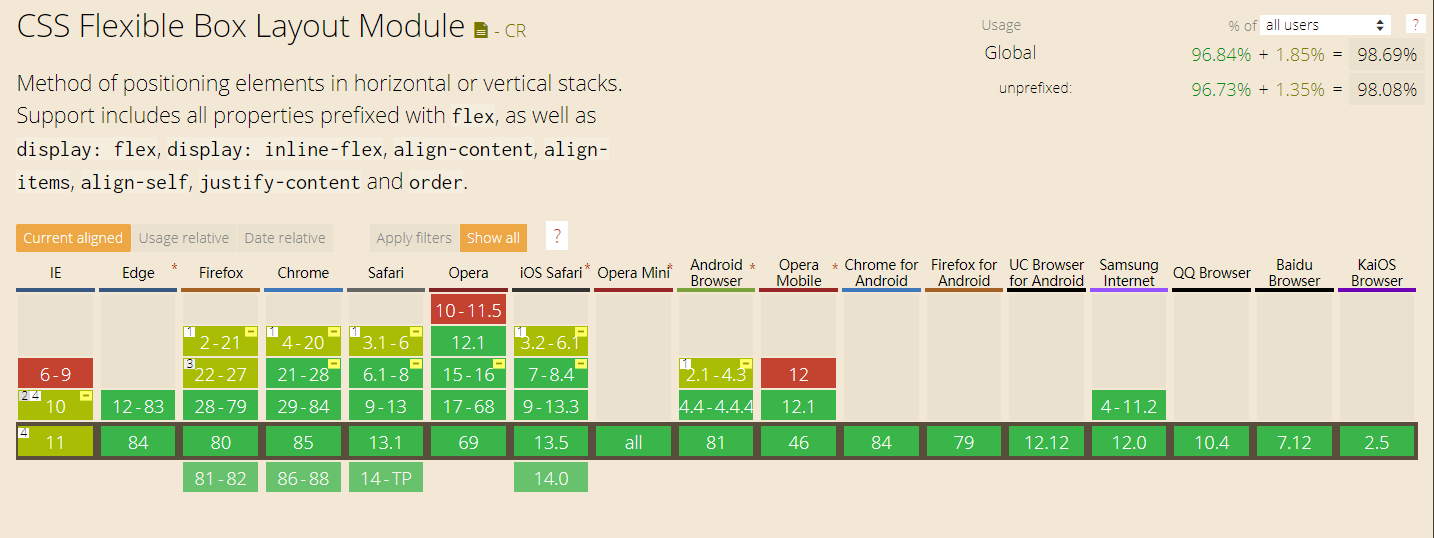 CSS Flexible Box Layout Module - CR
Usage % of all users ?
Global 96.84% + 1.85% = 98.69%
unprefixed: 96.73% + 1.35% = 98.08%
Method of positioning elements in horizontal or vertical stacks.
Support includes all properties prefixed with flex, as well as
display: flex, display: inline-flex, align-content, align-
items, align-self, justify-content and order.
Current aligned Usage relative Date relative Apply filters Show all ?
IE Edge * Firefox Chrome Safari Opera iOS Safari * Opera Mini * Android Browser * Opera Mobile * Chrome for Android Firefox for Android UC Browser for Android Samsung Internet QQ Browser Baidu Browser KaiOS Browser
10-11.5
1 2-21 1 4-20 1 3.1-6 12.1 1 3.2-6.1
6-9 3 22-27 21-28 6.1-8 15-16 7-8.4 1 2.1-4.3 12
2 4 10 12-83 28-79 29-84 9-13 17-68 9-13.3 4.4-4.4.4 12.1 4-11.2
4 11 84 80 85 13.1 69 13.5 all 81 46 84 79 12.12 12.0 10.4 7.12 2.5
81-82 86-88 14-TP 14.0